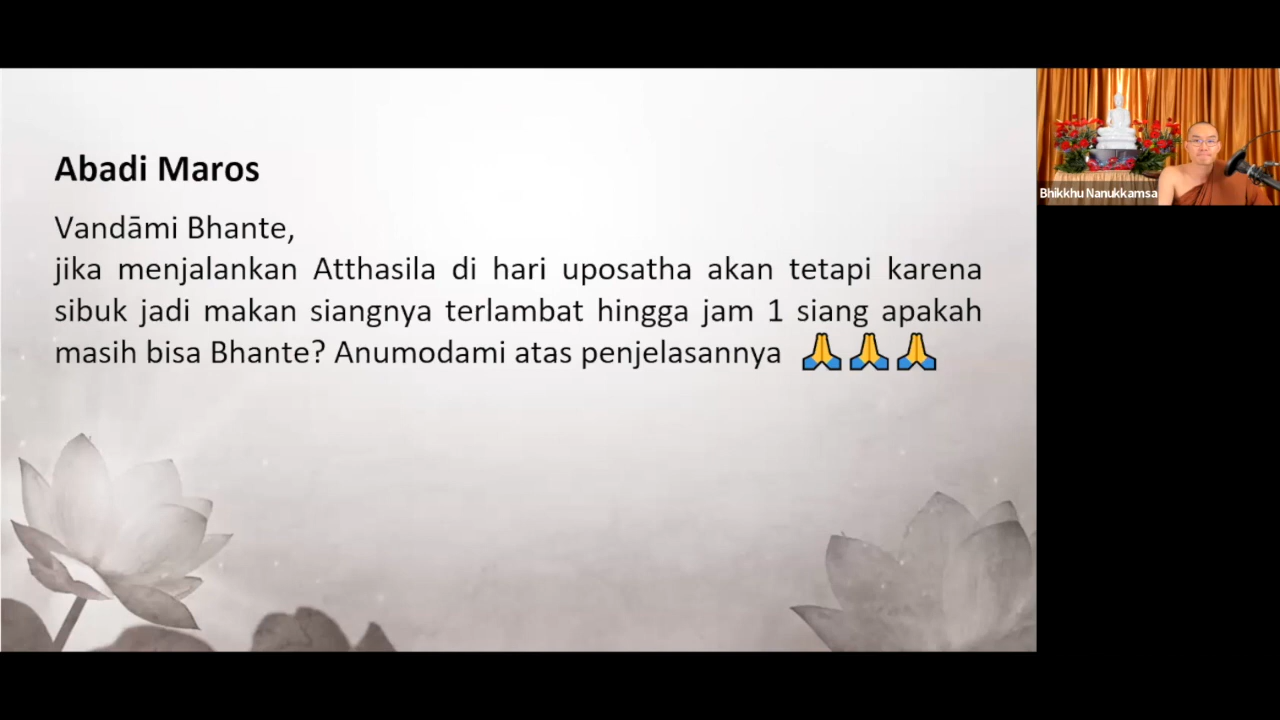 Abadi Maros
Vandāmi Bhante,
jika menjalankan Atthasila di hari uposatha akan tetapi karena
sibuk jadi makan siangnya terlambat hingga jam 1 siang apakah
masih bisa Bhante? Anumodami atas penjelasannya 🙏🙏🙏
Bhikkhu Nanukkamsa